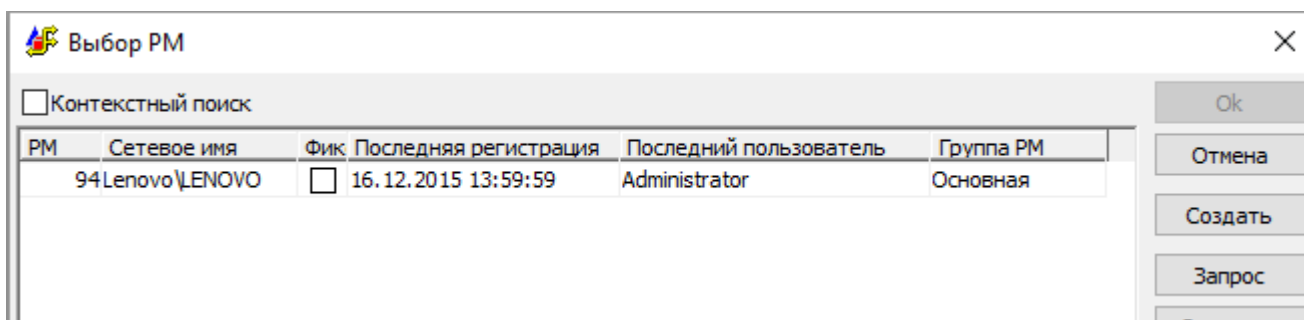 Выбор РМ
Контекстный поиск
Ok
РМ Сетевое имя Фик Последняя регистрация Последний пользователь Группа РМ
Отмена
94 Lenovo\LENOVO 16.12.2015 13:59:59 Administrator Основная
Создать
Запрос